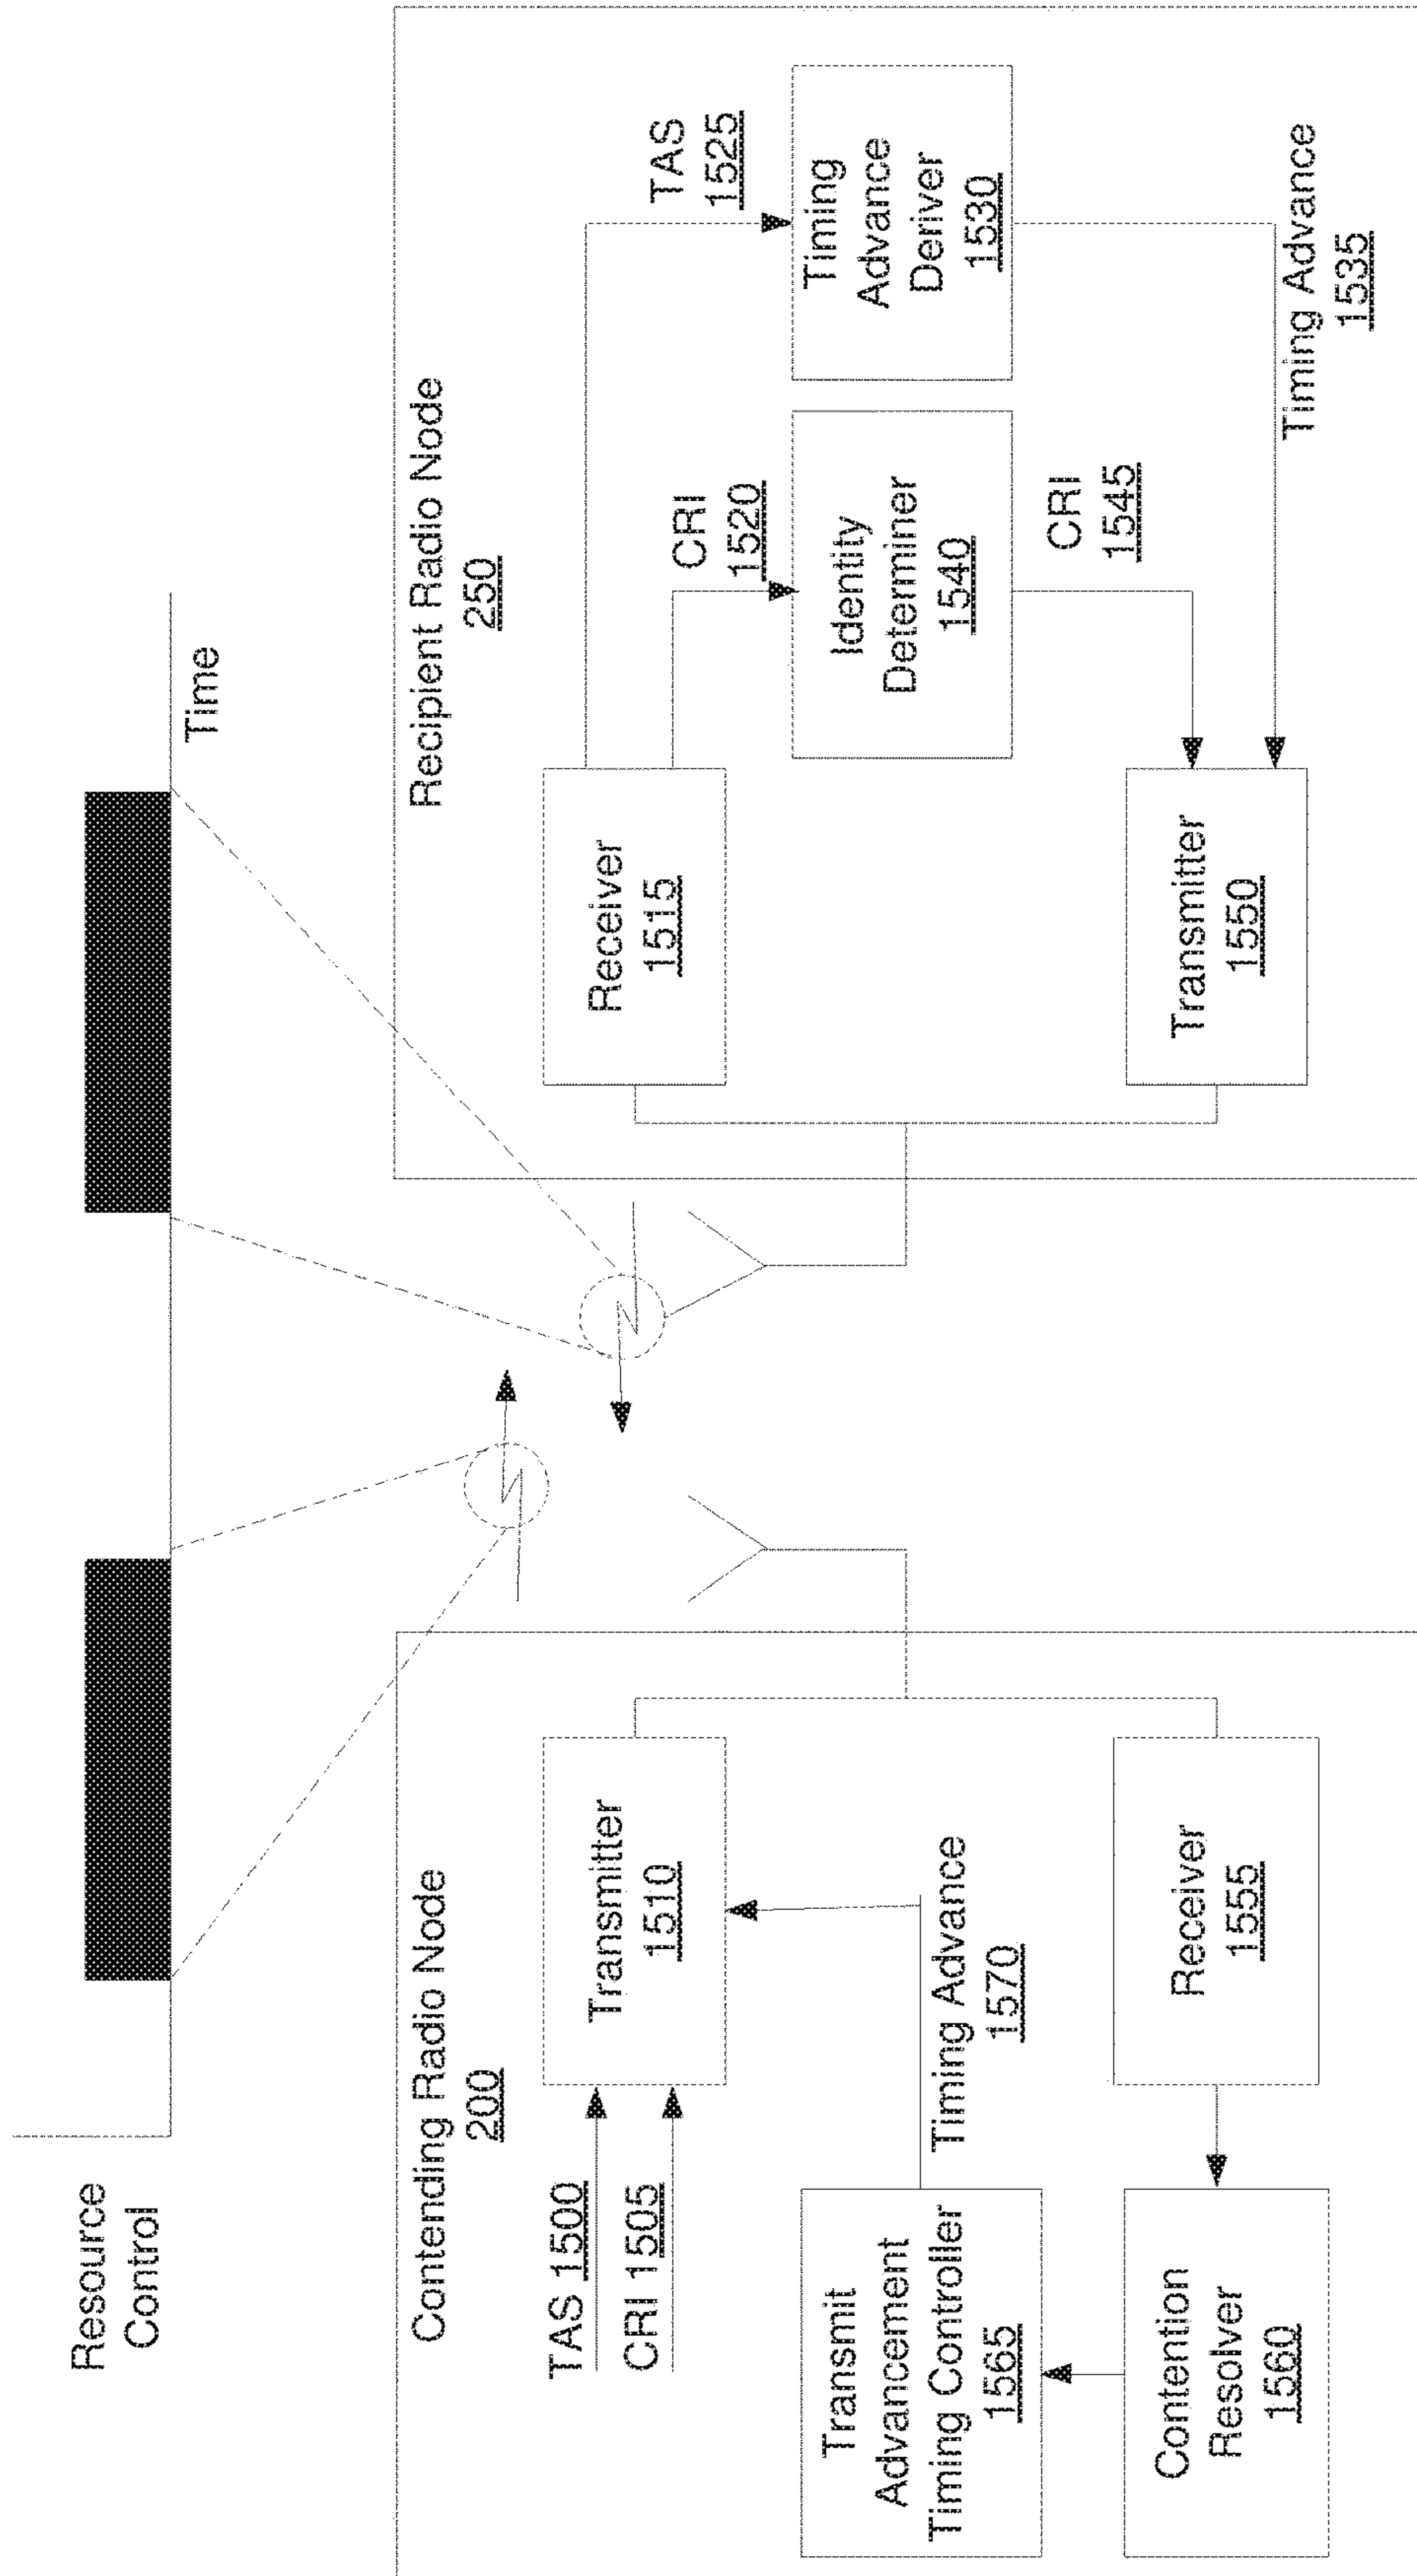 Resource
Control
Time
Contending Radio Node
200
TAS 1500
CRI 1505
Transmitter
1510
Timing Advance
1570
Transmit
Advancement
Timing Controller
1565
Contention
Resolver
1560
Receiver
1555
Recipient Radio Node
250
Receiver
1515
CRI
1520
TAS
1525
Identity
Determiner
1540
Timing
Advance
Deriver
1530
CRI
1545
Timing Advance
1535
Transmitter
1550